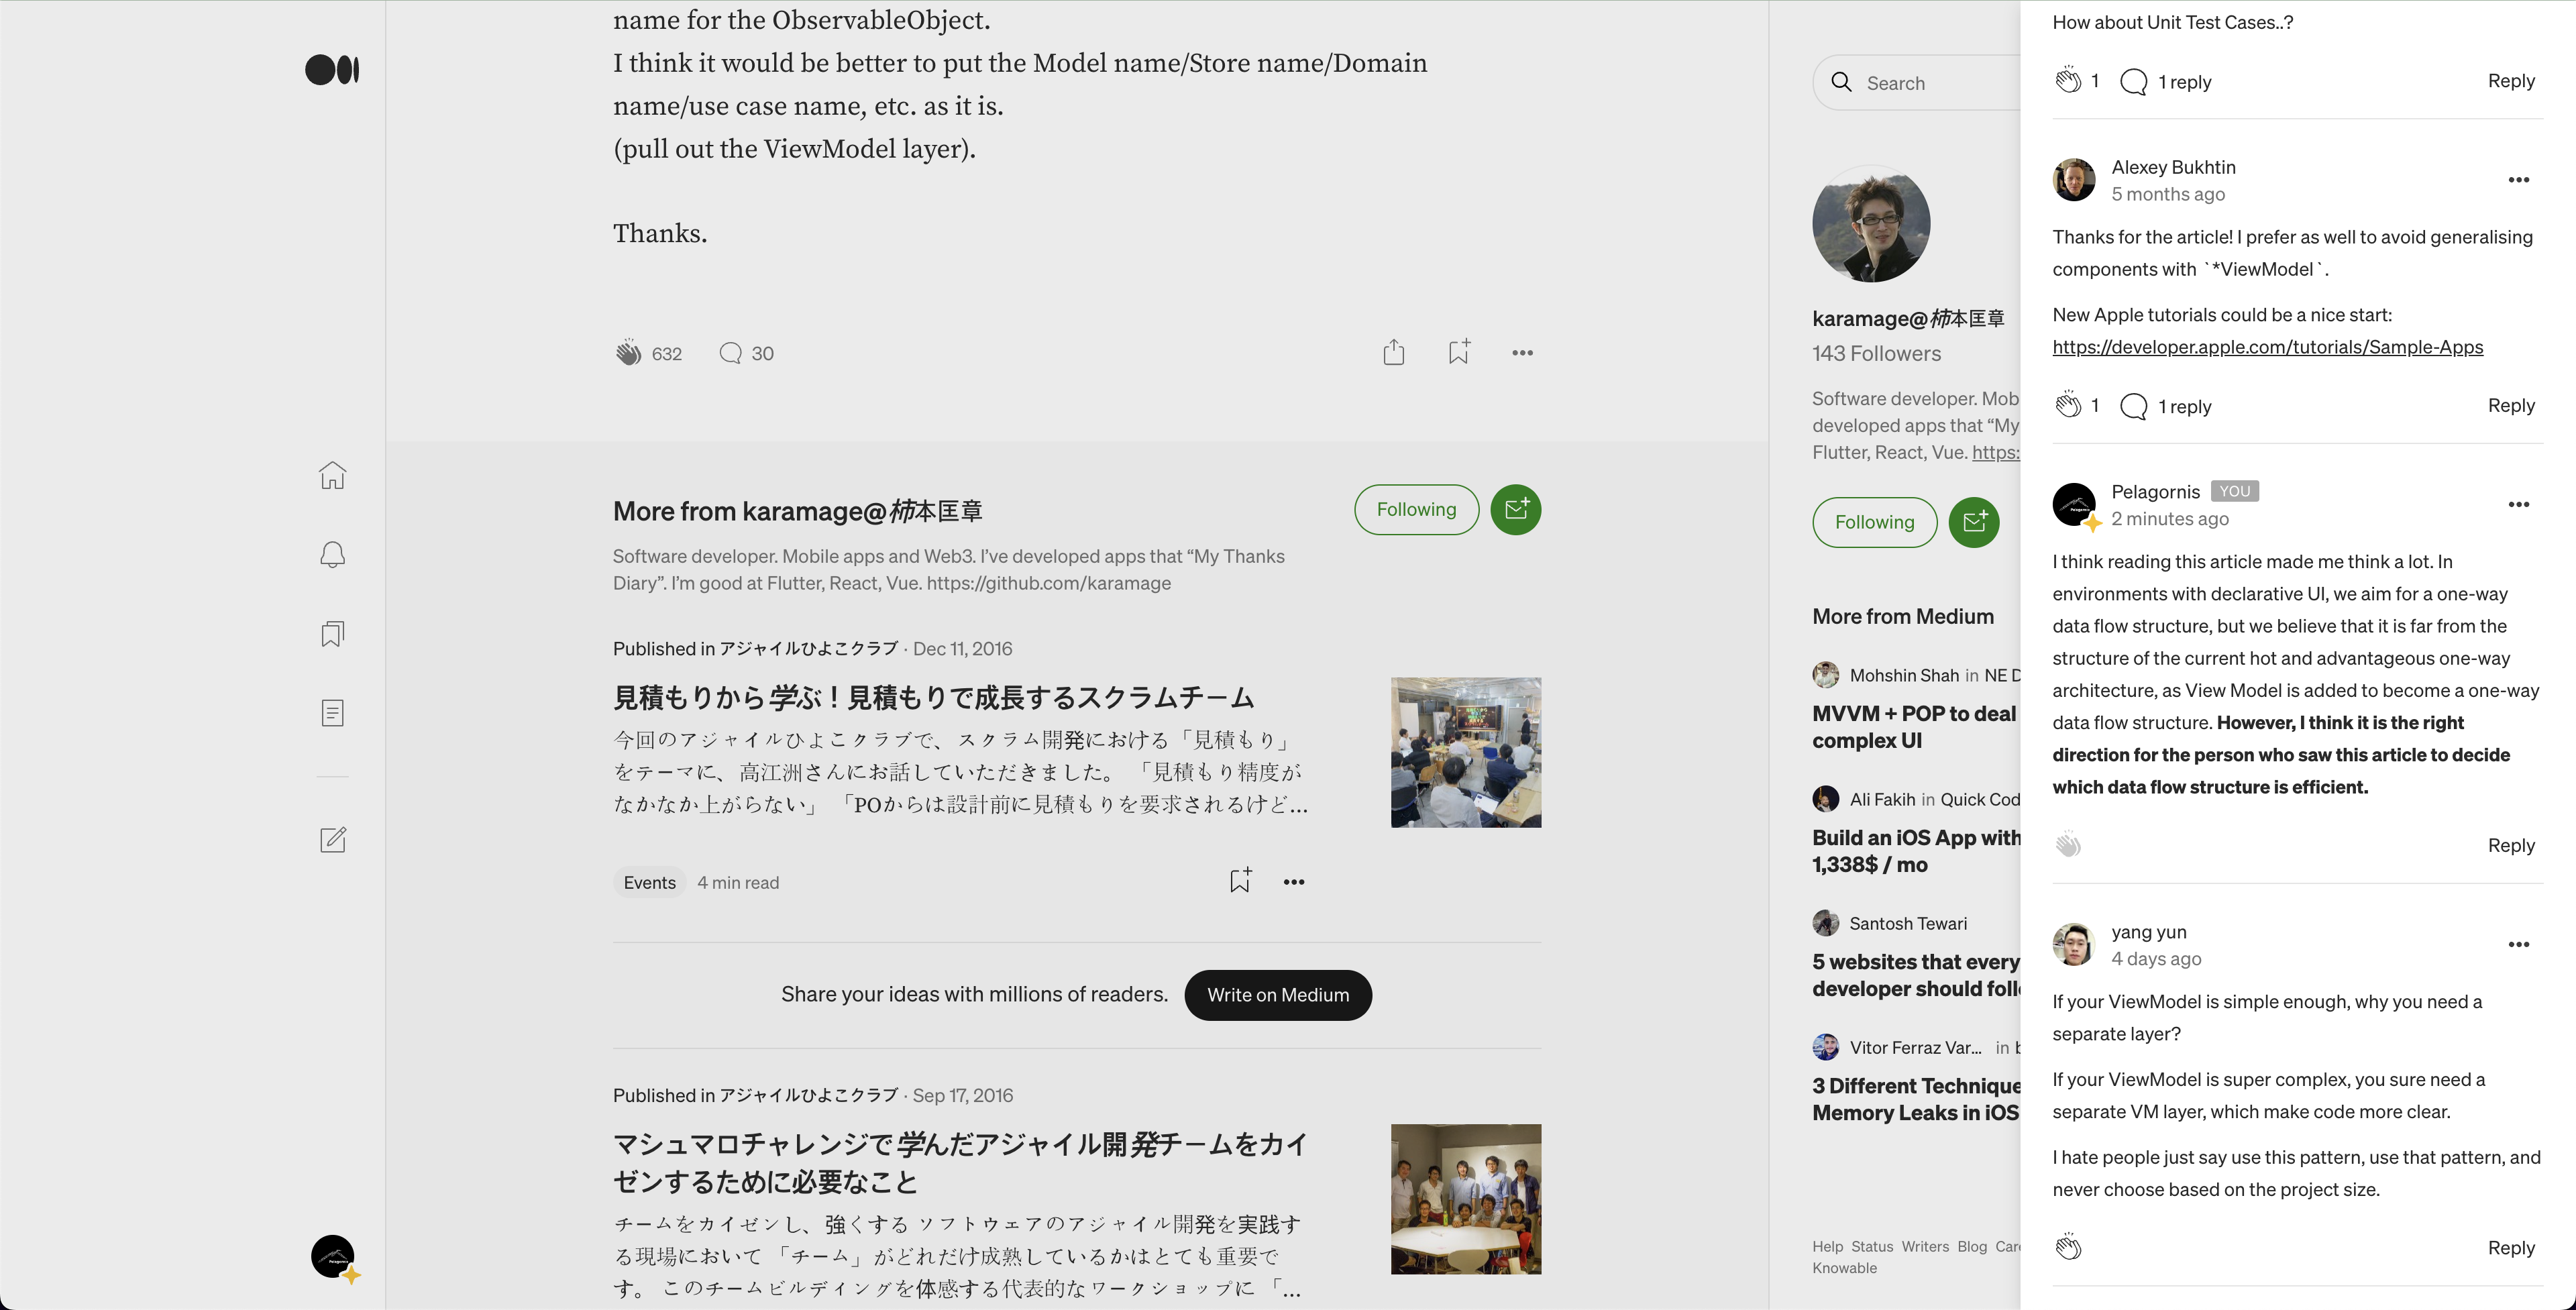 name for the ObservableObject.
I think it would be better to put the Model name/Store name/Domain
name/use case name, etc. as it is.
(pull out the ViewModel layer).
Thanks.
632
30
More from karamage@柿本匡章
Following
Software developer. Mobile apps and Web3. I've developed apps that “My Thanks
Diary”. I'm good at Flutter, React, Vue. https://github.com/karamage
Published in アジャイルひよこクラブ · Dec 11, 2016
見積もりから学ぶ！見積もりで成長するスクラムチーム
今回のアジャイルひよこクラブで、スクラム開発における「見積もり」
をテーマに、高江洲さんにお話していただきました。 「見積もり精度が
なかなか上がらない」 「POからは設計前に見積もりを要求されるけど...
Events 4 min read
Share your ideas with millions of readers. Write on Medium
Published in アジャイルひよこクラブ · Sep 17, 2016
マシュマロチャレンジで学んだアジャイル開発チームをカイ
ゼンするために必要なこと
チームをカイゼンし、強くする ソフトウェアのアジャイル開発を実践す
る現場において 「チーム」がどれだけ成熟しているかはとても重要で
す。 このチームビルディングを体感する代表的なワークショップに 「...
Search
karamage@柿本匡章
143 Followers
Software developer. Mob
developed apps that “My
Flutter, React, Vue. https:
Following
More from Medium
Mohshin Shah in NE D
MVVM + POP to deal
complex UI
Ali Fakih in Quick Cod
Build an iOS App with
1,338$ / mo
Santosh Tewari
5 websites that every
developer should foll
Vitor Ferraz Var... in b
3 Different Technique
Memory Leaks in iOS
Help Status Writers Blog Care
Knowable
How about Unit Test Cases..?
1 1 reply Reply
Alexey Bukhtin
5 months ago
Thanks for the article! I prefer as well to avoid generalising
components with `*ViewModel`.
New Apple tutorials could be a nice start:
https://developer.apple.com/tutorials/Sample-Apps
1 1 reply Reply
Pelagornis YOU
2 minutes ago
I think reading this article made me think a lot. In
environments with declarative UI, we aim for a one-way
data flow structure, but we believe that it is far from the
structure of the current hot and advantageous one-way
architecture, as View Model is added to become a one-way
data flow structure. However, I think it is the right
direction for the person who saw this article to decide
which data flow structure is efficient.
Reply
yang yun
4 days ago
If your ViewModel is simple enough, why you need a
separate layer?
If your ViewModel is super complex, you sure need a
separate VM layer, which make code more clear.
I hate people just say use this pattern, use that pattern, and
never choose based on the project size.
Reply